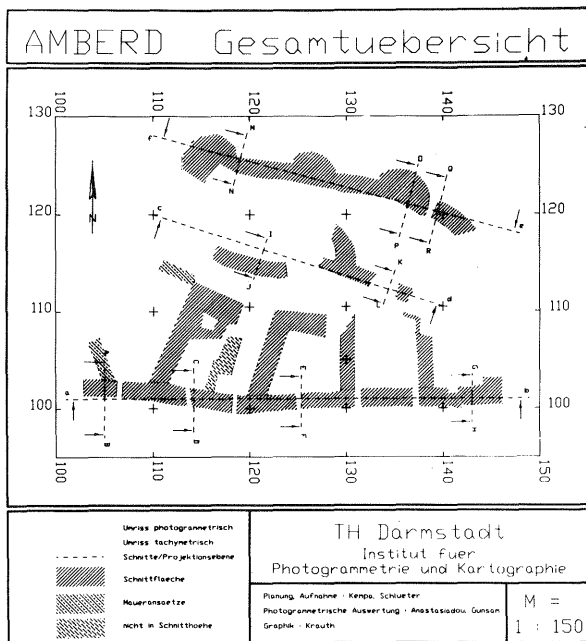 AMBERD Gesamtuebersicht
100 110 120 130 140 150
130 130
120 120
110 110
100 100
100 110 120 130 140 150
f M
N
O Q
P R
e
c I
J
K
L
d
N
A
B
C
D
E
F
G
H
a b
Umriss photogrammetrisch
Umriss tachymetrisch
Schnitte/Projektionsebene
Schnittflaeche
Maueransaetze
nicht in Schnitthoehe
TH Darmstadt
Institut fuer
Photogrammetrie und Kartographie
Planung, Aufnahme : Kempa, Schlueter
Photogrammetrische Auswertung : Anastasiadou, Gunsam
Graphik : Krauth
M =
1 : 150